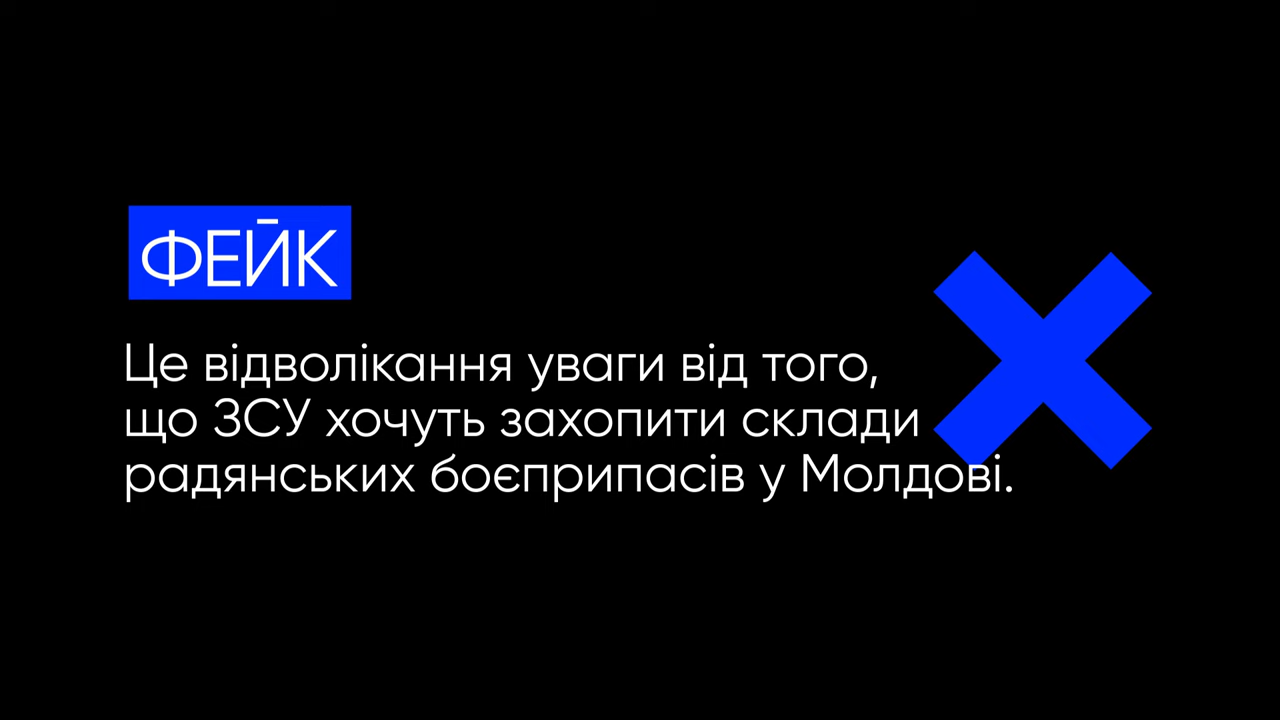 ФЕЙК
Це відволікання уваги від того,
що ЗСУ хочуть захопити склади
радянських боєприпасів у Молдові.